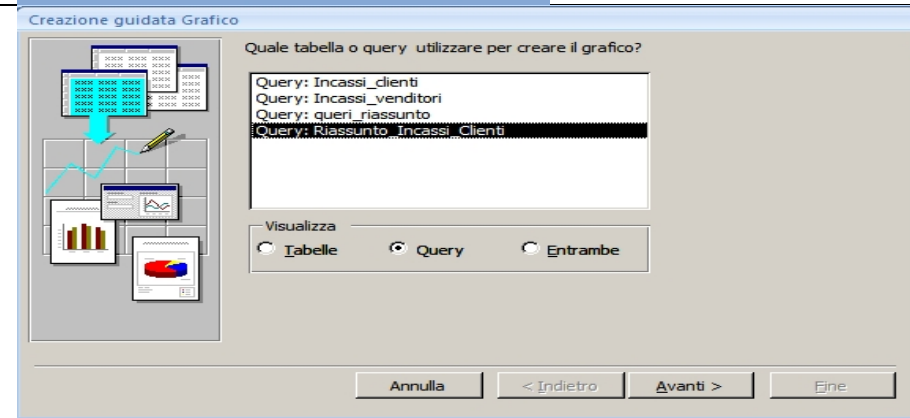 Creazione guidata Grafico
Quale tabella o query utilizzare per creare il grafico?
Query: Incassi_clienti
Query: Incassi_venditori
Query: queri_riassunto
Query: Riassunto_Incassi_Clienti
Visualizza
Tabelle Query Entrambe
Annulla < Indietro Avanti > Fine